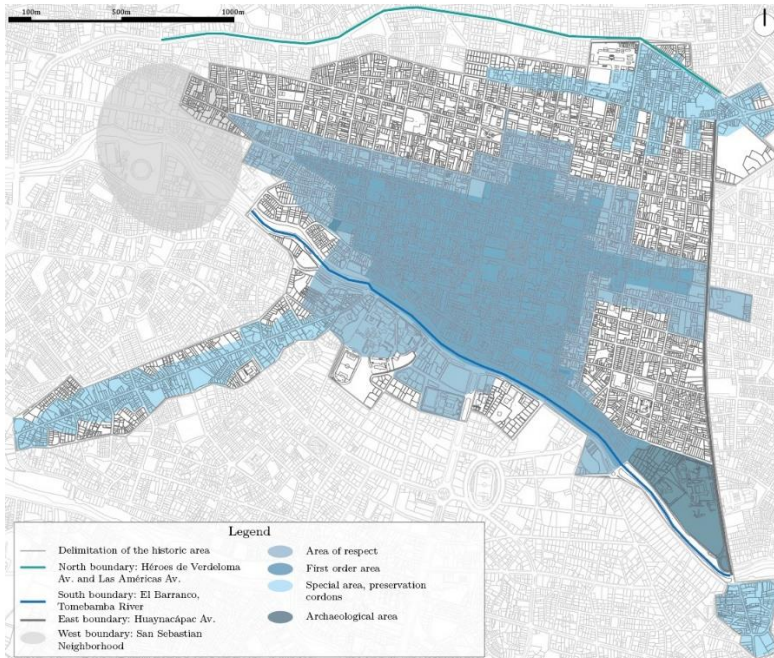 100m 500m 1000m
Legend
Delimitation of the historic area
North boundary: Héroes de Verdeloma
Av. and Las Américas Av.
South boundary: El Barranco,
Tomebamba River
East boundary: Huaynacápac Av.
West boundary: San Sebastian
Neighborhood
Area of respect
First order area
Special area, preservation
cordons
Archaeological area